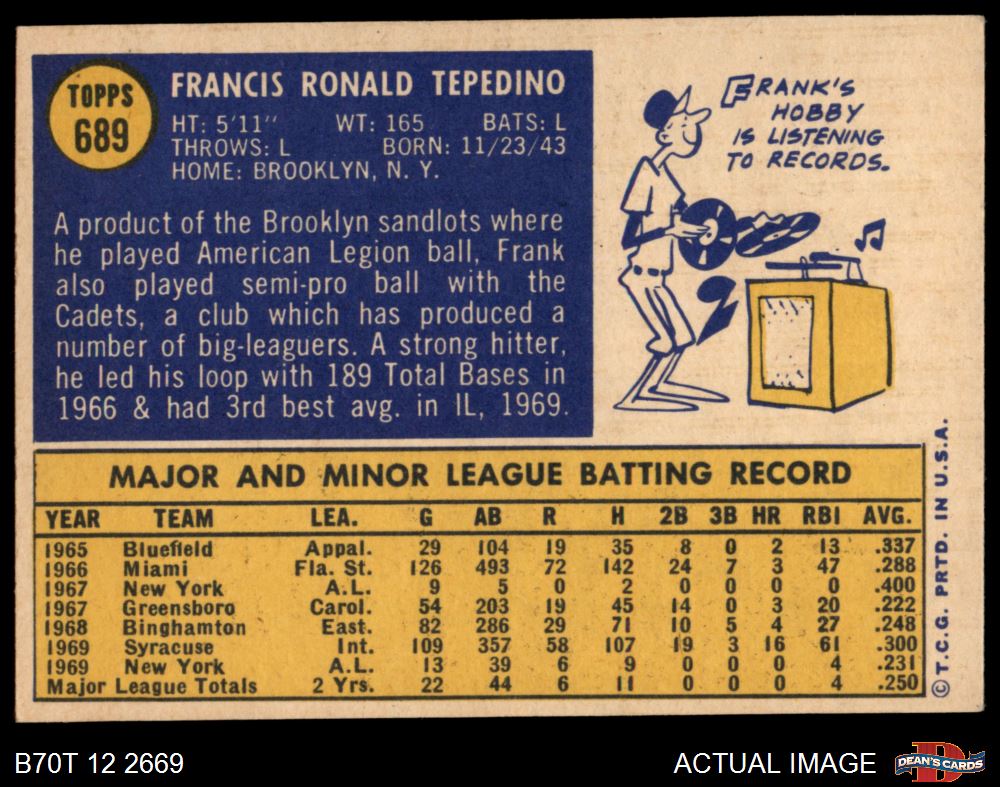 TOPPS
689
FRANCIS RONALD TEPEDINO
HT: 5'11" WT: 165 BATS: L
THROWS: L BORN: 11/23/43
HOME: BROOKLYN, N. Y.
A product of the Brooklyn sandlots where
he played American Legion ball, Frank
also played semi-pro ball with the
Cadets, a club which has produced a
number of big-leaguers. A strong hitter,
he led his loop with 189 Total Bases in
1966 & had 3rd best avg. in IL, 1969.
FRANK'S
HOBBY
IS LISTENING
TO RECORDS.
MAJOR AND MINOR LEAGUE BATTING RECORD
YEAR TEAM LEA. G AB R H 2B 3B HR RBI AVG.
1965 Bluefield Appal. 29 104 19 35 8 0 2 13 .337
1966 Miami Fla. St. 126 493 72 142 24 7 3 47 .288
1967 New York A.L. 9 5 0 2 0 0 0 0 .400
1967 Greensboro Carol. 54 203 19 45 14 0 3 20 .222
1968 Binghamton East. 82 286 29 71 10 5 4 27 .248
1969 Syracuse Int. 109 357 58 107 19 3 16 61 .300
1969 New York A.L. 13 39 6 9 0 0 0 4 .231
Major League Totals 2 Yrs. 22 44 6 11 0 0 0 4 .250
© T.C.G. PRTD. IN U.S.A.
B70T 12 2669
ACTUAL IMAGE
DEAN'S CARDS